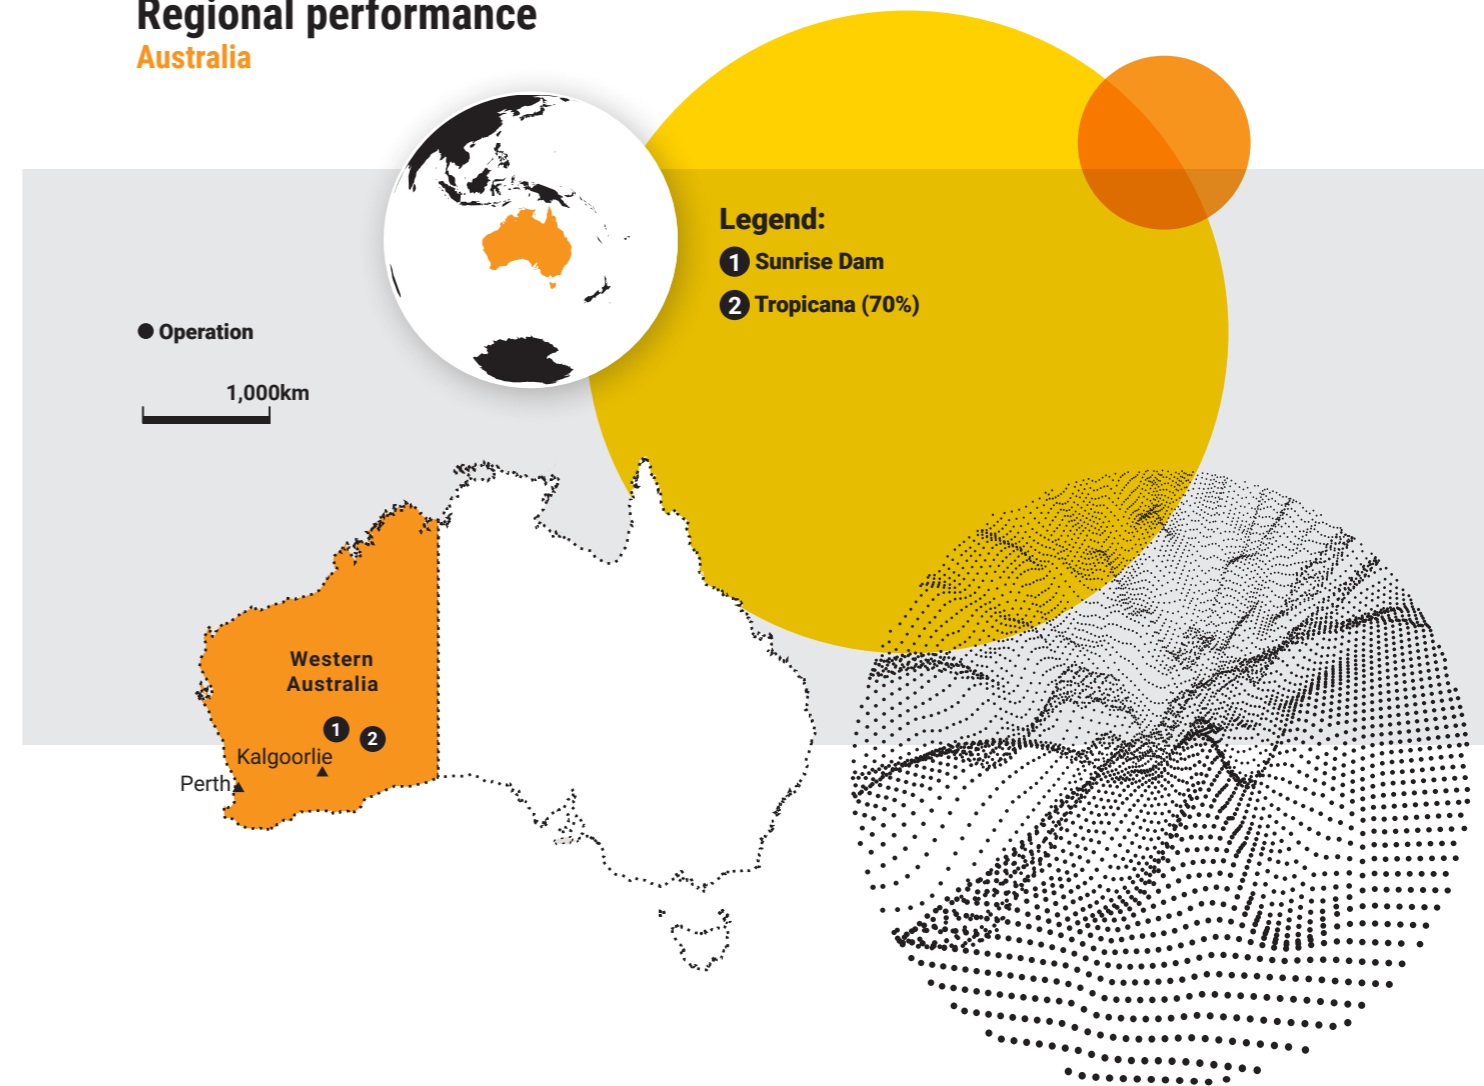 Regional performance
Australia
Legend:
1 Sunrise Dam
2 Tropicana (70%)
Operation
1,000km
Western
Australia
1
2
Kalgoorlie
Perth